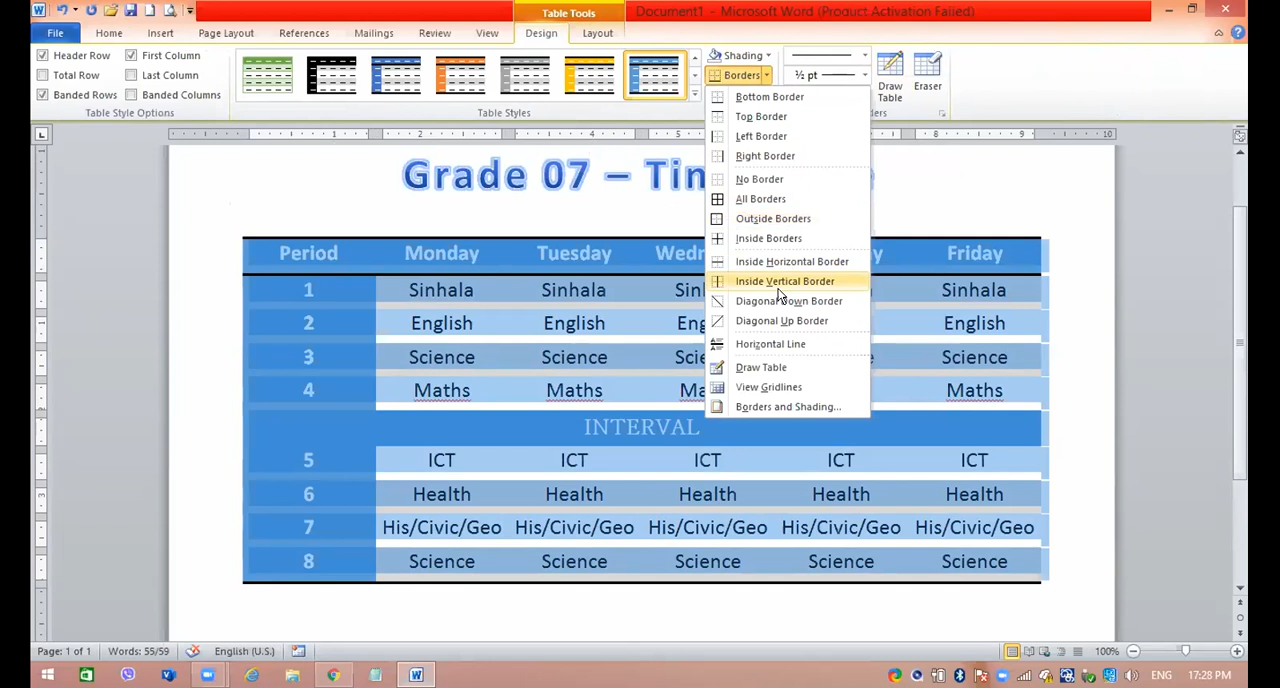 Table Tools
Document1 - Microsoft Word (Product Activation Failed)
File Home Insert Page Layout References Mailings Review View Design Layout
Header Row First Column
Total Row Last Column
Banded Rows Banded Columns
Table Style Options
Table Styles
Shading
Borders
½ pt
Draw Table
Eraser
ders
Bottom Border
Top Border
Left Border
Right Border
No Border
All Borders
Outside Borders
Inside Borders
Inside Horizontal Border
Inside Vertical Border
Diagonal Down Border
Diagonal Up Border
Horizontal Line
Draw Table
View Gridlines
Borders and Shading...
Grade 07 – Tin
Period Monday Tuesday Wedn y Friday
1 Sinhala Sinhala Sinh Sinhala
2 English English Eng English
3 Science Science Scie Science
4 Maths Maths Ma Maths
INTERVAL
5 ICT ICT ICT ICT ICT
6 Health Health Health Health Health
7 His/Civic/Geo His/Civic/Geo His/Civic/Geo His/Civic/Geo His/Civic/Geo
8 Science Science Science Science Science
Page: 1 of 1 Words: 55/59 English (U.S.) 100%
ENG 17:28 PM